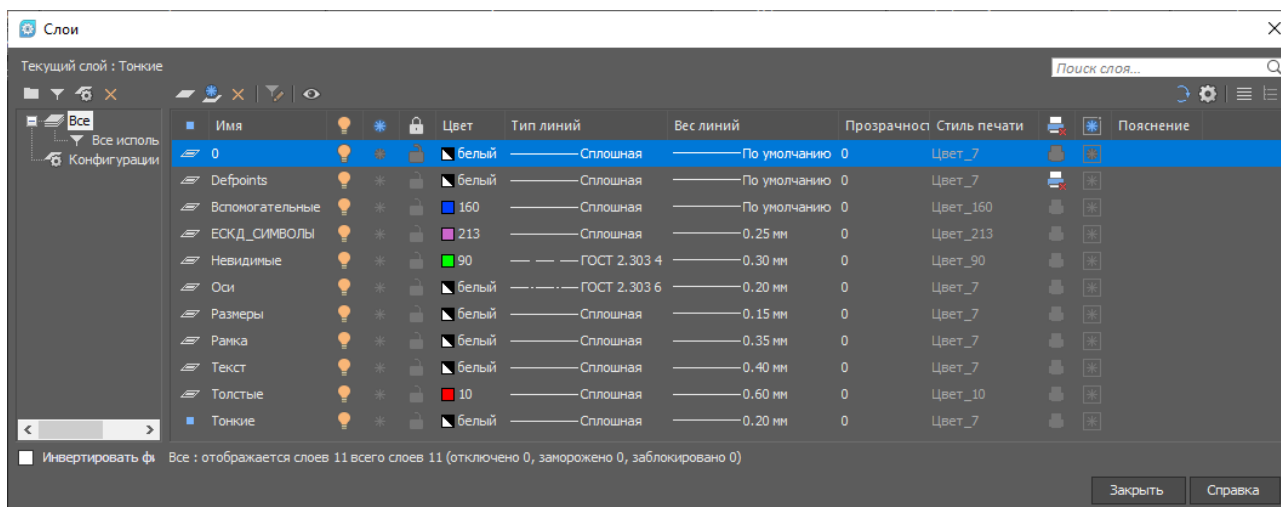 Слои
Текущий слой : Тонкие
Поиск слоя...
Все
Все исполь
Конфигурации
Имя Цвет Тип линий Вес линий Прозрачност Стиль печати Пояснение
0 белый Сплошная По умолчанию 0 Цвет_7
Defpoints белый Сплошная По умолчанию 0 Цвет_7
Вспомогательные 160 Сплошная По умолчанию 0 Цвет_160
ЕСКД_СИМВОЛЫ 213 Сплошная 0.25 мм 0 Цвет_213
Невидимые 90 ГОСТ 2.303 4 0.30 мм 0 Цвет_90
Оси белый ГОСТ 2.303 6 0.20 мм 0 Цвет_7
Размеры белый Сплошная 0.15 мм 0 Цвет_7
Рамка белый Сплошная 0.35 мм 0 Цвет_7
Текст белый Сплошная 0.40 мм 0 Цвет_7
Толстые 10 Сплошная 0.60 мм 0 Цвет_10
Тонкие белый Сплошная 0.20 мм 0 Цвет_7
Инвертировать фи
Все : отображается слоев 11 всего слоев 11 (отключено 0, заморожено 0, заблокировано 0)
Закрыть Справка